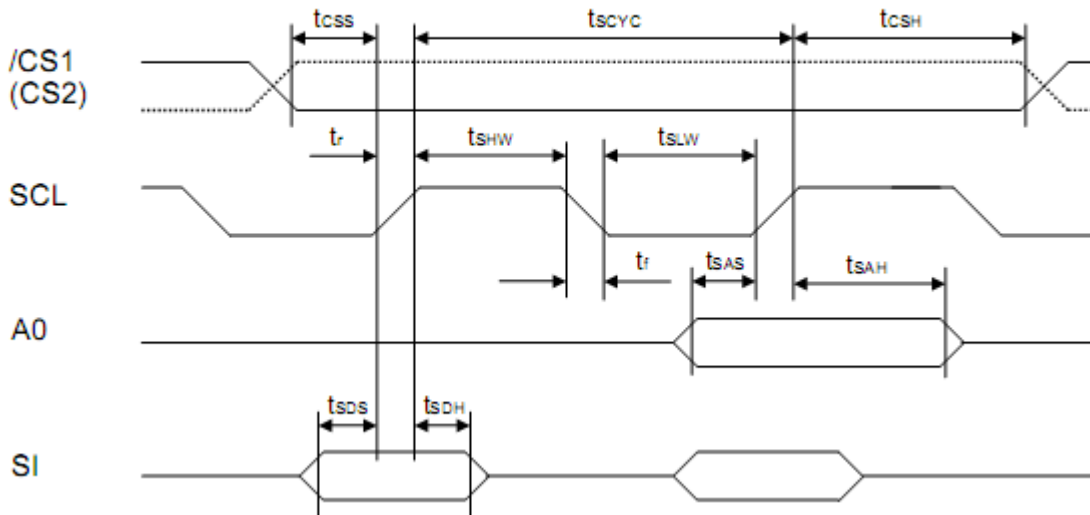 tCSS tSCYC tCSH
/CS1
(CS2)
tr tSHW tSLW
SCL
tf tSAS tSAH
A0
tSDS tSDH
SI